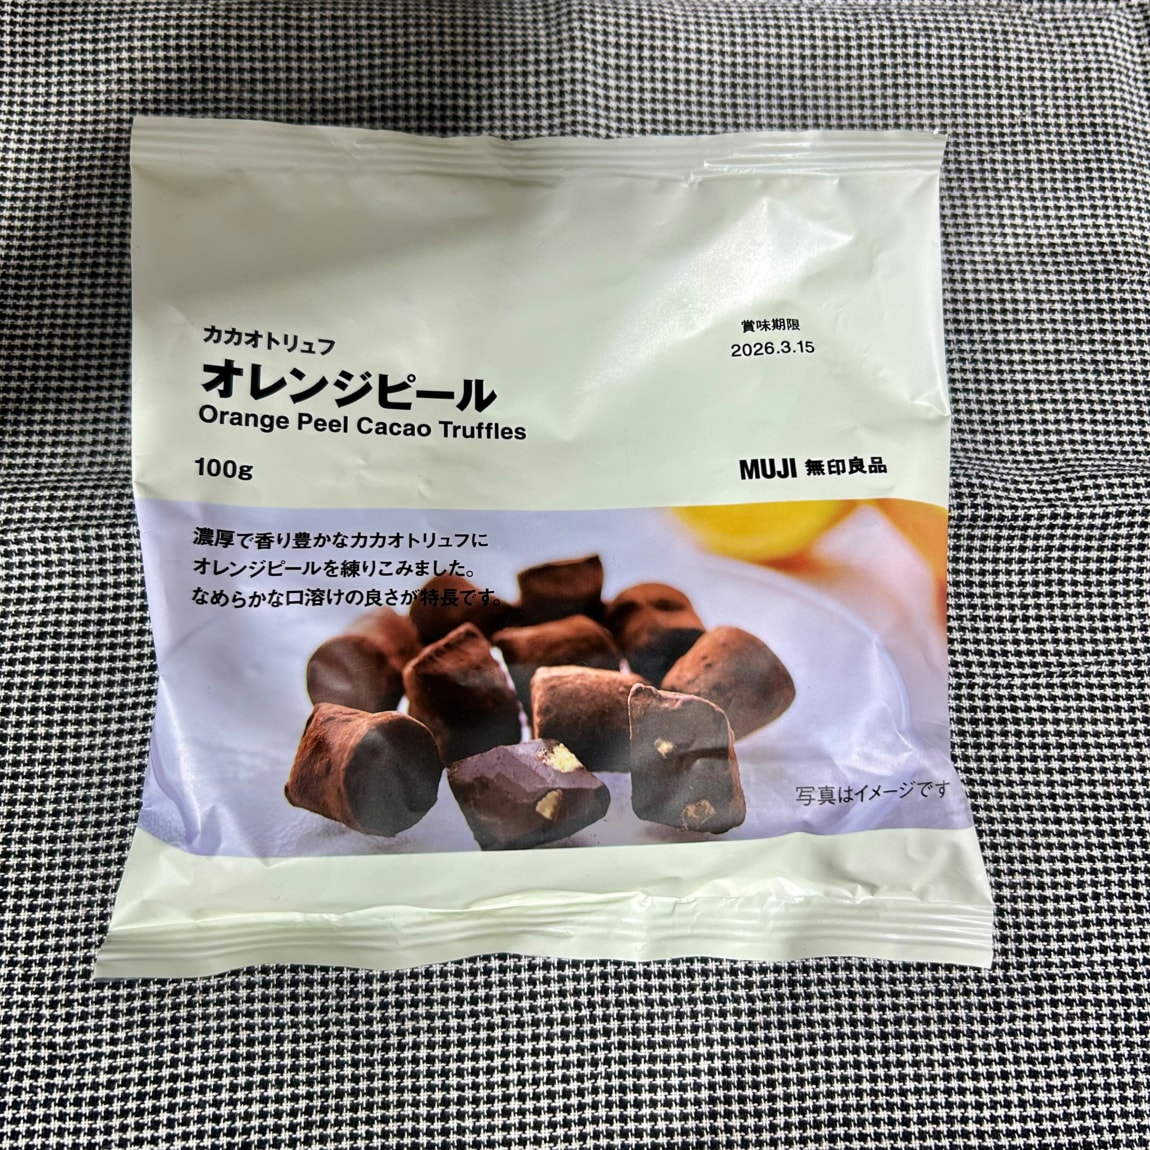 カカオトリュフ
オレンジピール
Orange Peel Cacao Truffles
100g
賞味期限
2026.3.15
MUJI 無印良品
濃厚で香り豊かなカカオトリュフに
オレンジピールを練りこみました。
なめらかな口溶けの良さが特長です。
写真はイメージです